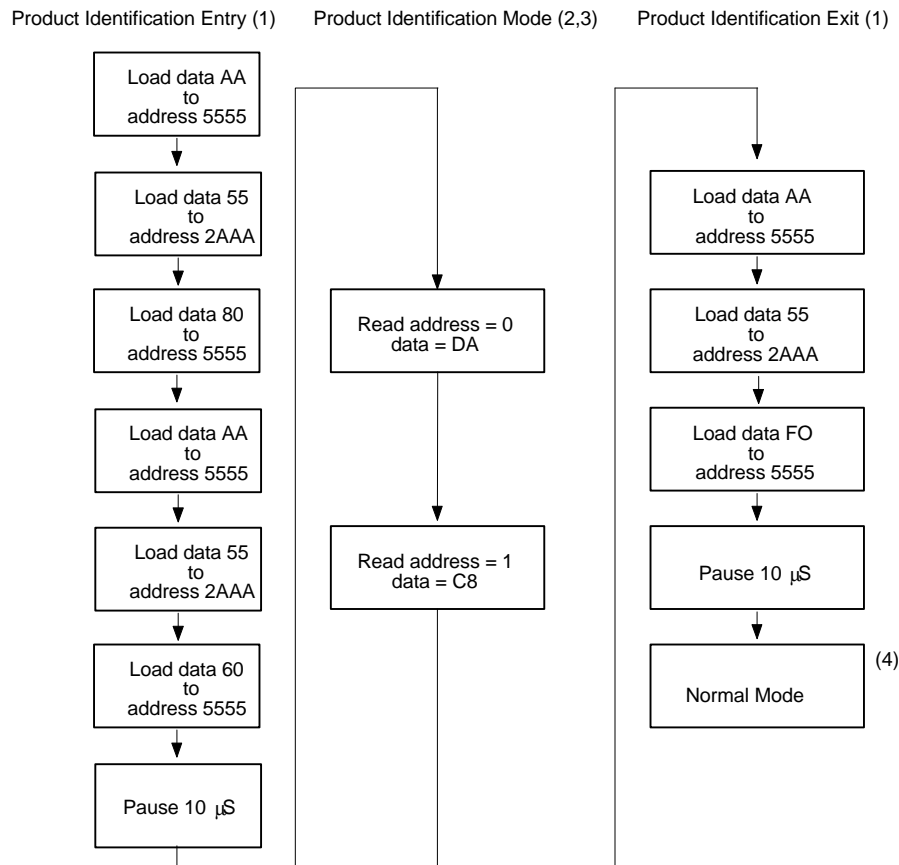 Product Identification Entry (1)
Load data AA
to
address 5555
Load data 55
to
address 2AAA
Load data 80
to
address 5555
Load data AA
to
address 5555
Load data 55
to
address 2AAA
Load data 60
to
address 5555
Pause 10 μS
Product Identification Mode (2,3)
Read address = 0
data = DA
Read address = 1
data = C8
Product Identification Exit (1)
Load data AA
to
address 5555
Load data 55
to
address 2AAA
Load data FO
to
address 5555
Pause 10 μS
Normal Mode
(4)